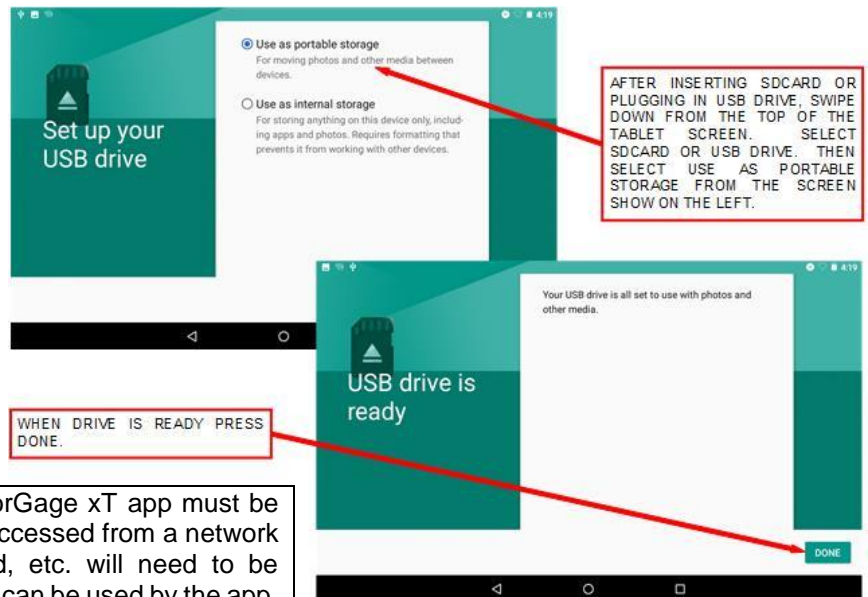 4:19
Set up your
USB drive
Use as portable storage
For moving photos and other media between
devices.
Use as internal storage
For storing anything on this device only, includ-
ing apps and photos. Requires formatting that
prevents it from working with other devices.
AFTER INSERTING SDCARD OR
PLUGGING IN USB DRIVE, SWIPE
DOWN FROM THE TOP OF THE
TABLET SCREEN. SELECT
SDCARD OR USB DRIVE. THEN
SELECT USE AS PORTABLE
STORAGE FROM THE SCREEN
SHOW ON THE LEFT.
4:19
USB drive is
ready
Your USB drive is all set to use with photos and
other media.
DONE
WHEN DRIVE IS READY PRESS
DONE.
orGage xT app must be
ccessed from a network
d, etc. will need to be
can be used by the app.